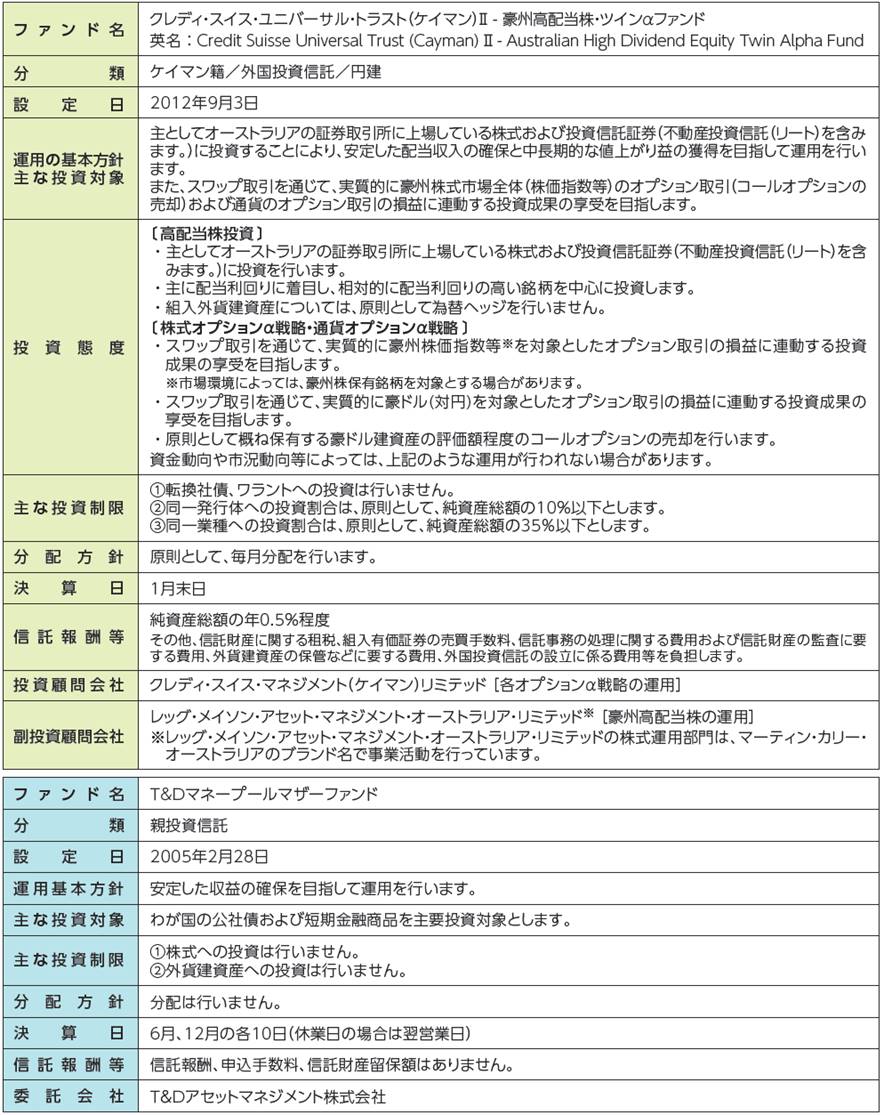 ファンド名
クレディ・スイス・ユニバーサル・トラスト(ケイマン)Ⅱ - 豪州高配当株・ツインαファンド
英名：Credit Suisse Universal Trust (Cayman) Ⅱ - Australian High Dividend Equity Twin Alpha Fund
分類
ケイマン籍／外国投資信託／円建
設定日
2012年9月3日
運用の基本方針
主な投資対象
主としてオーストラリアの証券取引所に上場している株式および投資信託証券(不動産投資信託(リート)を含み
ます。)に投資することにより、安定した配当収入の確保と中長期的な値上がり益の獲得を目指して運用を行い
ます。
また、スワップ取引を通じて、実質的に豪州株式市場全体(株価指数等)のオプション取引(コールオプションの
売却)および通貨のオプション取引の損益に連動する投資成果の享受を目指します。
投資態度
〔高配当株投資〕
・主としてオーストラリアの証券取引所に上場している株式および投資信託証券(不動産投資信託(リート)を含
みます。)に投資を行います。
・主に配当利回りに着目し、相対的に配当利回りの高い銘柄を中心に投資します。
・組入外貨建資産については、原則として為替ヘッジを行いません。
〔株式オプションα戦略・通貨オプションα戦略〕
・スワップ取引を通じて、実質的に豪州株価指数等※を対象としたオプション取引の損益に連動する投資
成果の享受を目指します。
※市場環境によっては、豪州株保有銘柄を対象とする場合があります。
・スワップ取引を通じて、実質的に豪ドル(対円)を対象としたオプション取引の損益に連動する投資成果の
享受を目指します。
・原則として概ね保有する豪ドル建資産の評価額程度のコールオプションの売却を行います。
資金動向や市況動向等によっては、上記のような運用が行われない場合があります。
主な投資制限
①転換社債、ワラントへの投資は行いません。
②同一発行体への投資割合は、原則として、純資産総額の10%以下とします。
③同一業種への投資割合は、原則として、純資産総額の35%以下とします。
分配方針
原則として、毎月分配を行います。
決算日
1月末日
信託報酬等
純資産総額の年0.5%程度
その他、信託財産に関する租税、組入有価証券の売買手数料、信託事務の処理に関する費用および信託財産の監査に要
する費用、外貨建資産の保管などに要する費用、外国投資信託の設立に係る費用等を負担します。
投資顧問会社
クレディ・スイス・マネジメント(ケイマン)リミテッド [各オプションα戦略の運用]
副投資顧問会社
レッグ・メイソン・アセット・マネジメント・オーストラリア・リミテッド※ [豪州高配当株の運用]
※レッグ・メイソン・アセット・マネジメント・オーストラリア・リミテッドの株式運用部門は、マーティン・カリー・
オーストラリアのブランド名で事業活動を行っています。
ファンド名
T&Dマネープールマザーファンド
分類
親投資信託
設定日
2005年2月28日
運用基本方針
安定した収益の確保を目指して運用を行います。
主な投資対象
わが国の公社債および短期金融商品を主要投資対象とします。
主な投資制限
①株式への投資は行いません。
②外貨建資産への投資は行いません。
分配方針
分配は行いません。
決算日
6月、12月の各10日(休業日の場合は翌営業日)
信託報酬等
信託報酬、申込手数料、信託財産留保額はありません。
委託会社
T&Dアセットマネジメント株式会社